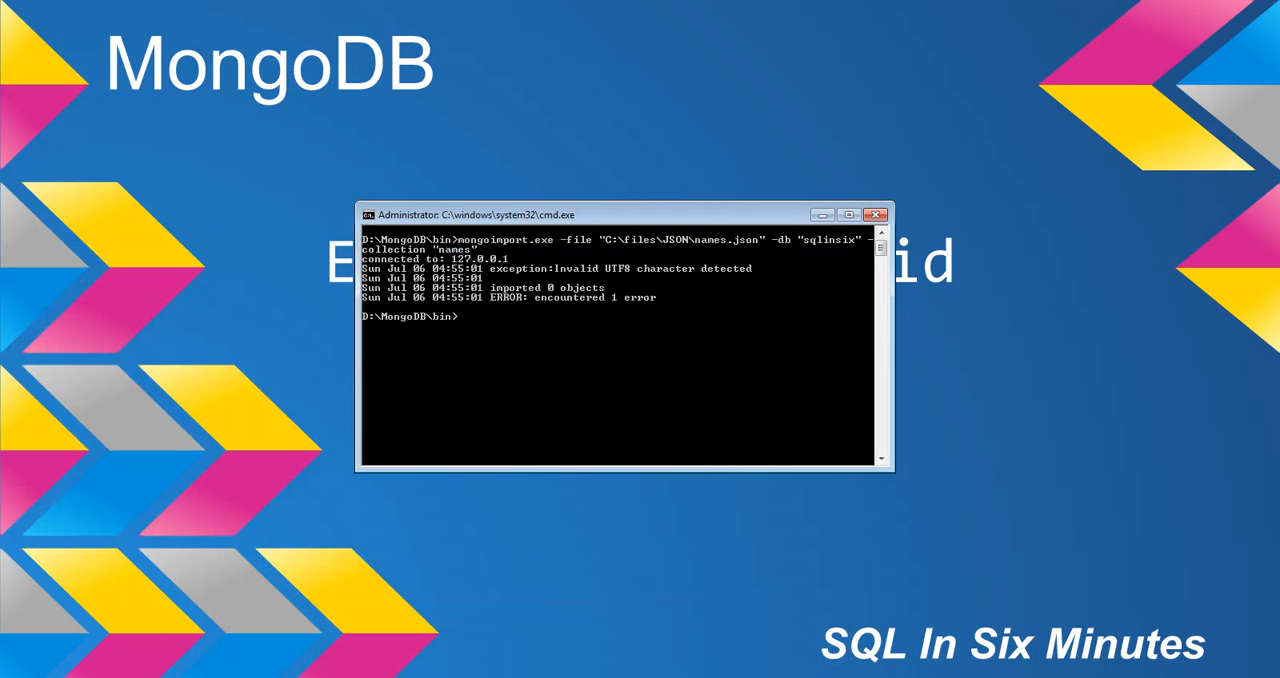 MongoDB
E
id
Administrator: C:\windows\system32\cmd.exe
D:\MongoDB\bin>mongoimport.exe -file "C:\files\JSON\names.json" -db "sqlinsix" -
collection "names"
connected to: 127.0.0.1
Sun Jul 06 04:55:01 exception:Invalid UTF8 character detected
Sun Jul 06 04:55:01
Sun Jul 06 04:55:01 imported 0 objects
Sun Jul 06 04:55:01 ERROR: encountered 1 error
D:\MongoDB\bin>
SQL In Six Minutes